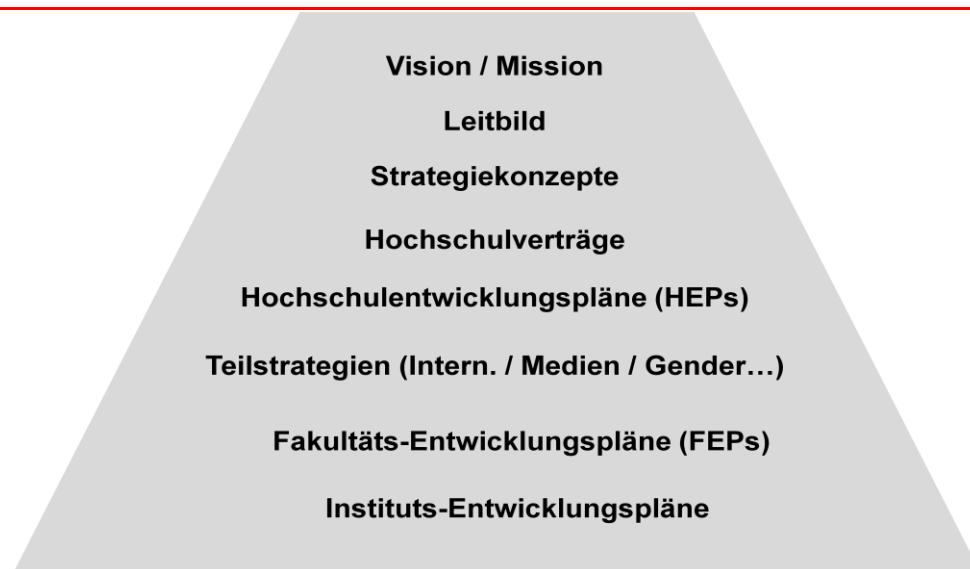 Vision / Mission
Leitbild
Strategiekonzepte
Hochschulverträge
Hochschulentwicklungspläne (HEPs)
Teilstrategien (Intern. / Medien / Gender…)
Fakultäts-Entwicklungspläne (FEPs)
Instituts-Entwicklungspläne